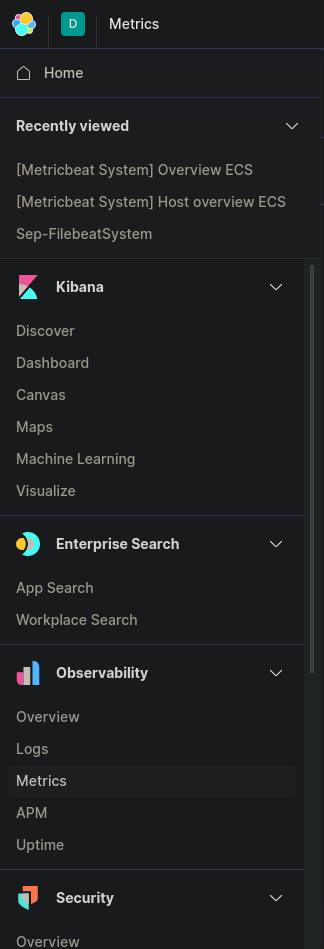 D Metrics
Home
Recently viewed
[Metricbeat System] Overview ECS
[Metricbeat System] Host overview ECS
Sep-FilebeatSystem
Kibana
Discover
Dashboard
Canvas
Maps
Machine Learning
Visualize
Enterprise Search
App Search
Workplace Search
Observability
Overview
Logs
Metrics
APM
Uptime
Security
Overview